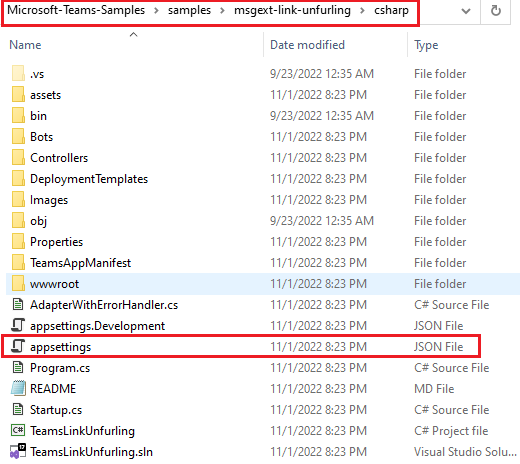 Microsoft-Teams-Samples > samples > msgext-link-unfurling > csharp
Name Date modified Type
.vs 9/23/2022 12:35 AM File folder
assets 11/1/2022 8:23 PM File folder
bin 9/23/2022 12:35 AM File folder
Bots 11/1/2022 8:23 PM File folder
Controllers 11/1/2022 8:23 PM File folder
DeploymentTemplates 11/1/2022 8:23 PM File folder
Images 11/1/2022 8:23 PM File folder
obj 9/23/2022 12:35 AM File folder
Properties 11/1/2022 8:23 PM File folder
TeamsAppManifest 11/1/2022 8:23 PM File folder
wwwroot 11/1/2022 8:23 PM File folder
AdapterWithErrorHandler.cs 11/1/2022 8:23 PM C# Source File
appsettings.Development 11/1/2022 8:23 PM JSON File
appsettings 11/1/2022 8:23 PM JSON File
Program.cs 11/1/2022 8:23 PM C# Source File
README 11/1/2022 8:23 PM MD File
Startup.cs 11/1/2022 8:23 PM C# Source File
TeamsLinkUnfurling 11/1/2022 8:23 PM C# Project file
TeamsLinkUnfurling.sln 11/1/2022 8:23 PM Visual Studio Solu...